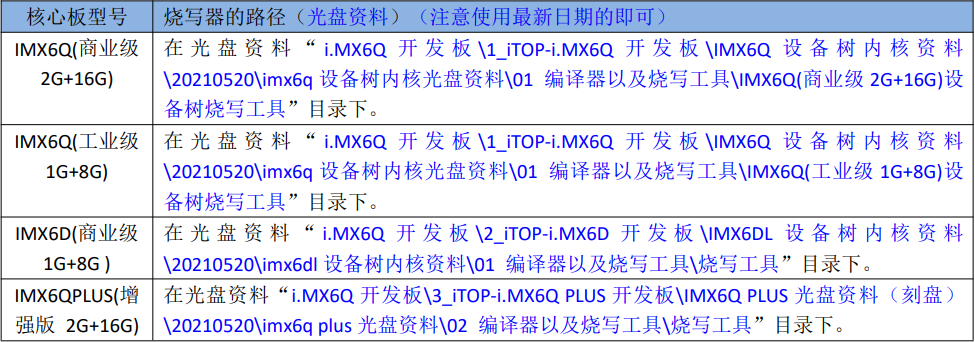 核心板型号 烧写器的路径（光盘资料）（注意使用最新日期的即可）
IMX6Q(商业级 2G+16G)
在光盘资料“i.MX6Q 开发板\1_iTOP-i.MX6Q 开发板\IMX6Q 设备树内核资料
\20210520\imx6q 设备树内核光盘资料\01 编译器以及烧写工具\IMX6Q(商业级 2G+16G)设
备树烧写工具”目录下。
IMX6Q(工业级 1G+8G)
在光盘资料“i.MX6Q 开发板\1_iTOP-i.MX6Q 开发板\IMX6Q 设备树内核资料
\20210520\imx6q 设备树内核光盘资料\01 编译器以及烧写工具\IMX6Q(工业级 1G+8G)设
备树烧写工具”目录下。
IMX6D(商业级 1G+8G )
在光盘资料“i.MX6Q 开发板\2_iTOP-i.MX6D 开发板\IMX6DL 设备树内核资料
\20210520\imx6dl 设备树内核资料\01 编译器以及烧写工具\烧写工具”目录下。
IMX6QPLUS(增强版 2G+16G)
在光盘资料“i.MX6Q 开发板\3_iTOP-i.MX6Q PLUS 开发板\IMX6Q PLUS 光盘资料（刻盘）
\20210520\imx6q plus 光盘资料\02 编译器以及烧写工具\烧写工具”目录下。